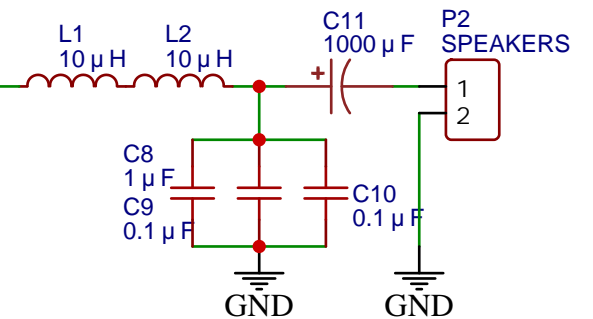 L1
10 µ H
L2
10 µ H
C11
1000 µ F
P2
SPEAKERS
+
1
2
C8
1 µ F
C9
0.1 µ F
C10
0.1 µ F
GND
GND